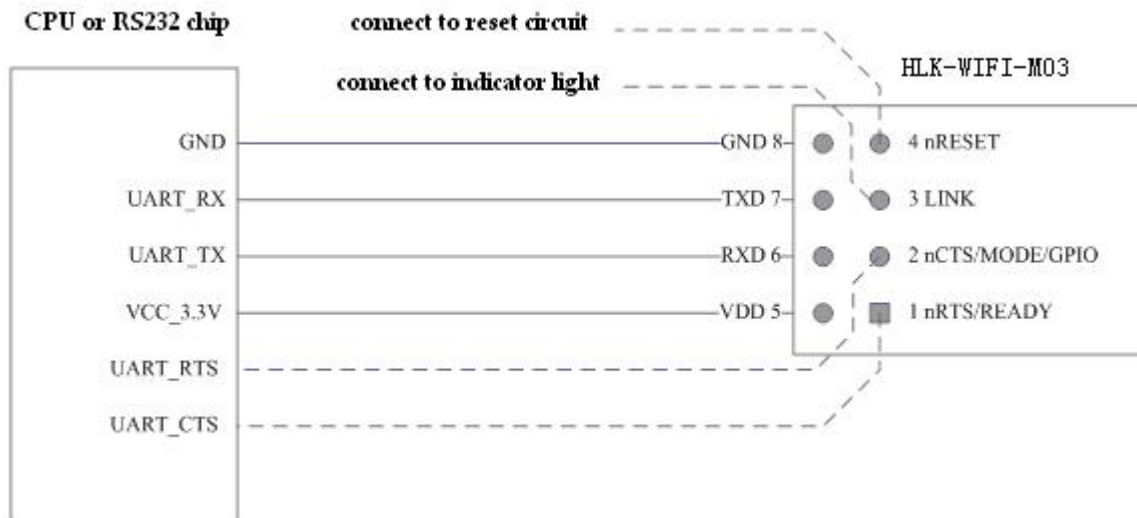 CPU or RS232 chip
connect to reset circuit
HLK-WIFI-M03
connect to indicator light
GND GND 8 4 nRESET
UART_RX TXD 7 3 LINK
UART_TX RXD 6 2 nCTS/MODE/GPIO
VCC_3.3V VDD 5 1 nRTS/READY
UART_RTS
UART_CTS